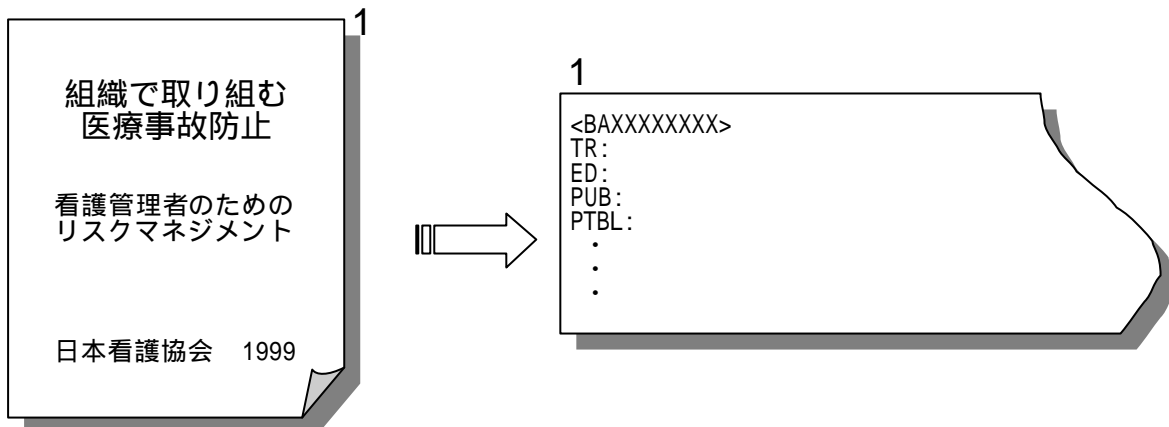 1
組織で取り組む
医療事故防止
看護管理者のための
リスクマネジメント
日本看護協会　1999
1
<BAXXXXXXXX>
TR:
ED:
PUB:
PTBL:
・
・
・